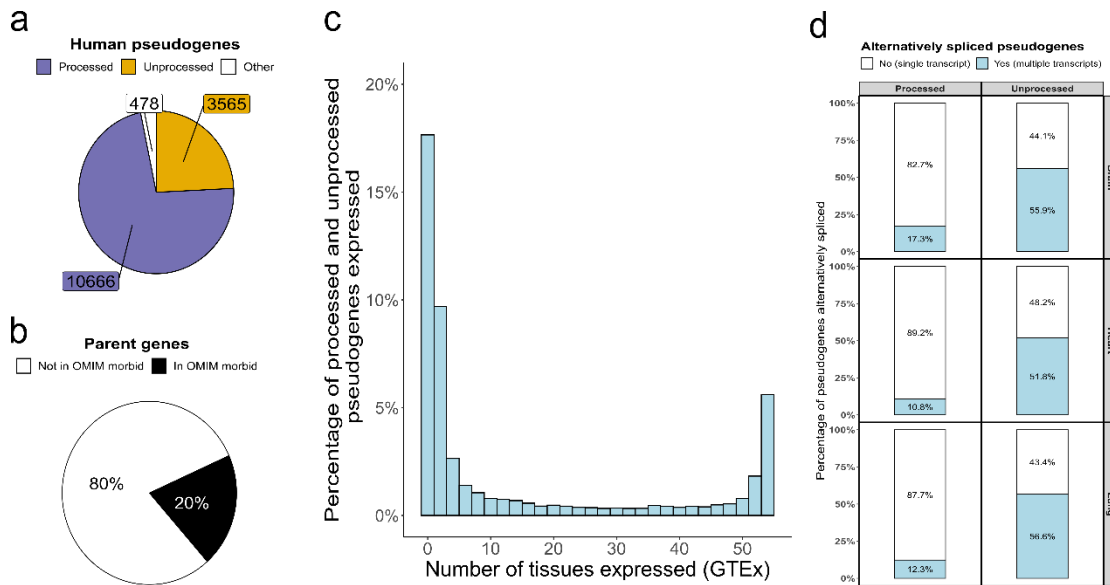 a
Human pseudogenes
Processed Unprocessed Other
478
3565
10666
b
Parent genes
Not in OMIM morbid In OMIM morbid
80%
20%
c
Percentage of processed and unprocessed
pseudogenes expressed
20%
15%
10%
5%
0%
0 10 20 30 40 50
Number of tissues expressed (GTEx)
d
Alternatively spliced pseudogenes
No (single transcript) Yes (multiple transcripts)
Processed Unprocessed
Percentage of pseudogenes alternatively spliced
100%
75%
50%
25%
0%
82.7%
17.3%
44.1%
55.9%
100%
75%
50%
25%
0%
89.2%
10.8%
48.2%
51.8%
100%
75%
50%
25%
0%
87.7%
12.3%
43.4%
56.6%
Lung